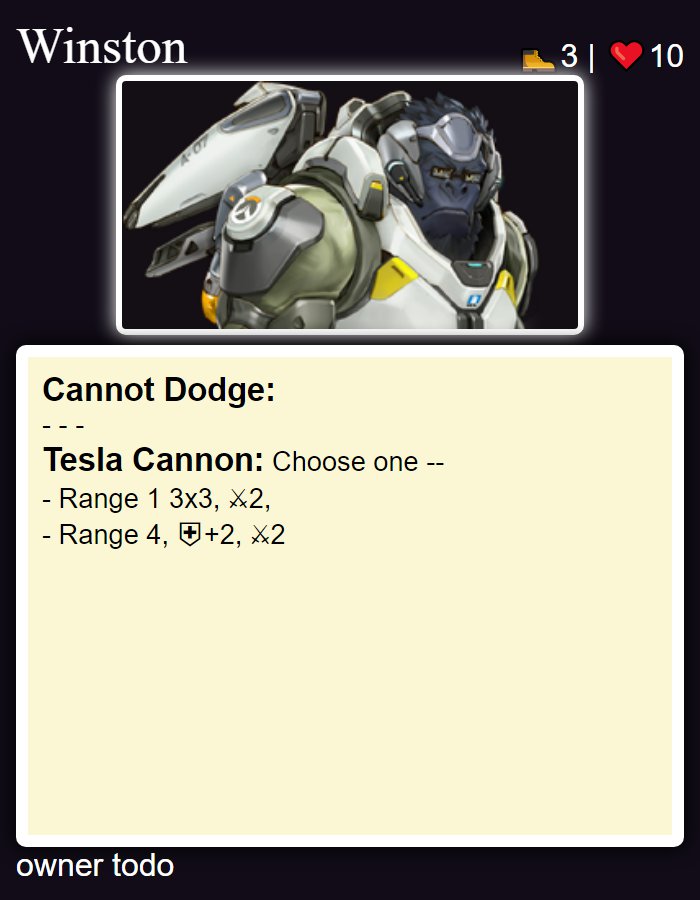 Winston
🥾 3 | ❤️ 10
A-07
Cannot Dodge:
- - -
Tesla Cannon: Choose one --
- Range 1 3x3, ⚔2,
- Range 4, ⛨+2, ⚔2
owner todo